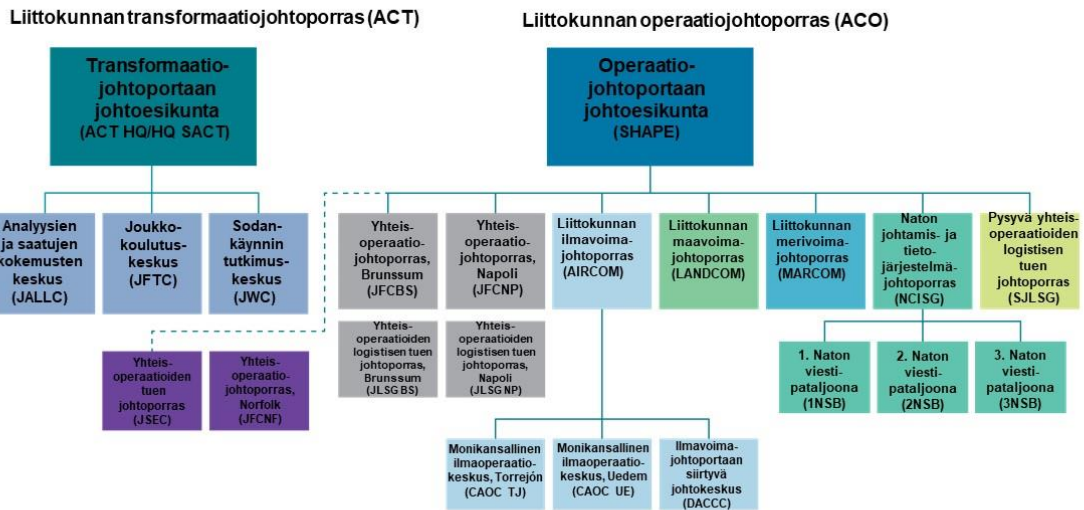 Liittokunnan transformaatiojohtoporras (ACT)
Liittokunnan operaatiojohtoporras (ACO)
Transformaatio-
johtoportaan
johtoesikunta
(ACT HQ/HQ SACT)
Operaatio-
johtoportaan
johtoesikunta
(SHAPE)
Analyysien
ja saatujen
kokemusten
keskus
(JALLC)
Joukko-
koulutus-
keskus
(JFTC)
Sodan-
käynnin
tutkimus-
keskus
(JWC)
Yhteis-
operaatio-
johtoporras,
Brunssum
(JFCBS)
Yhteis-
operaatio-
johtoporras,
Napoli
(JFCNP)
Liittokunnan
ilmavoima-
johtoporras
(AIRCOM)
Liittokunnan
maavoima-
johtoporras
(LANDCOM)
Liittokunnan
merivoima-
johtoporras
(MARCOM)
Naton
johtamis- ja
tieto-
järjestelmä-
johtoporras
(NCISG)
Pysyvä yhteis-
operaatioiden
logistisen
tuen
johtoporras
(SJLSG)
Yhteis-
operaatioiden
tuen
johtoporras
(JSEC)
Yhteis-
operaatio-
johtoporras,
Norfolk
(JFCNF)
Yhteis-
operaatioiden
logistisen tuen
johtoporras,
Brunssum
(JLSGBS)
Yhteis-
operaatioiden
logistisen tuen
johtoporras,
Napoli
(JLSGNP)
1. Naton
viesti-
pataljoona
(1NSB)
2. Naton
viesti-
pataljoona
(2NSB)
3. Naton
viesti-
pataljoona
(3NSB)
Monikansallinen
ilmaoperaatio-
keskus, Torrejón
(CAOC TJ)
Monikansallinen
ilmaoperaatio-
keskus, Uedem
(CAOC UE)
Ilmavoima-
johtoportaan
siirtyvä
johtokeskus
(DACCC)